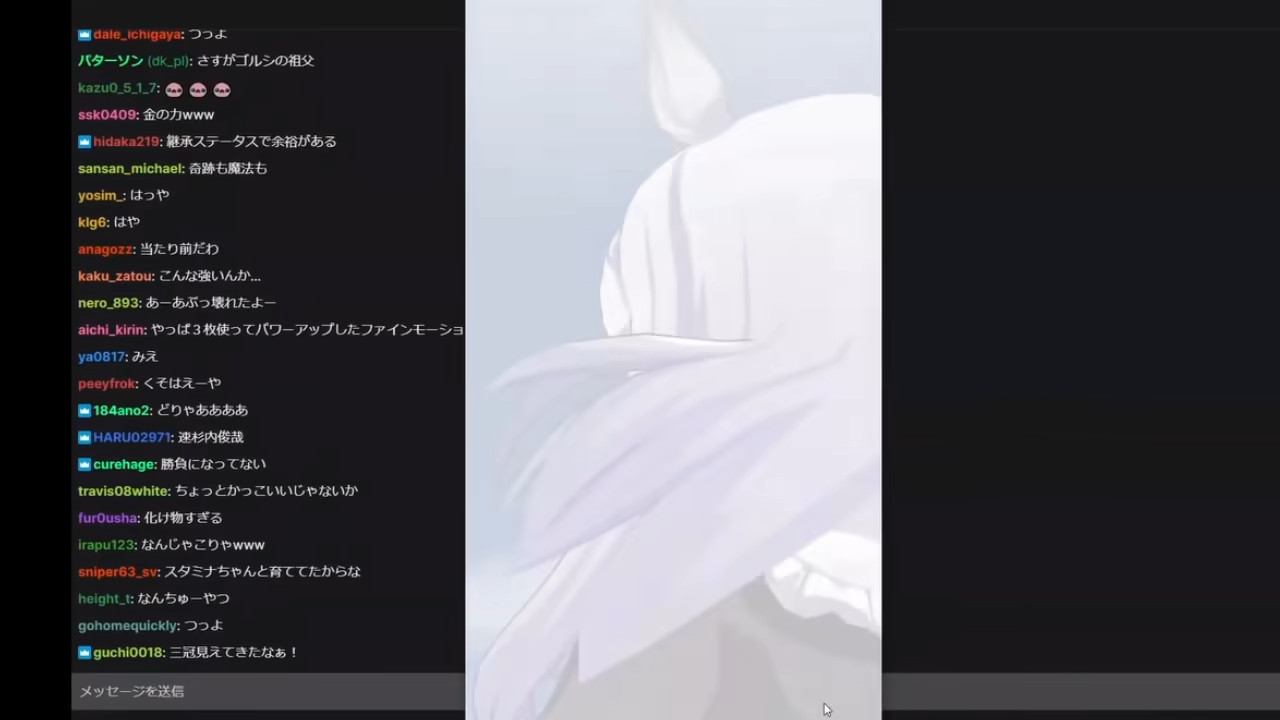 dale_ichigaya: つっよ
バターソン (dk_pl): さすがゴルシの祖父
kazu0_5_1_7:
ssk0409: 金の力www
hidaka219: 継承ステータスで余裕がある
sansan_michael: 奇跡も魔法も
yosim_: はっや
klg6: はや
anagozz: 当たり前だわ
kaku_zatou: こんな強いんか...
nero_893: あーあぶっ壊れたよー
aichi_kirin: やっぱ３枚使ってパワーアップしたファインモーショ
ya0817: みえ
peeyfrok: くそはえーや
184ano2: どりゃああああ
HARU02971: 速杉内俊哉
curehage: 勝負になってない
travis08white: ちょっとかっこいいじゃないか
fur0usha: 化け物すぎる
irapu123: なんじゃこりゃwww
sniper63_sv: スタミナちゃんと育ててたからな
height_t: なんちゅーやつ
gohomequickly: つっよ
guchi0018: 三冠見えてきたなぁ！
メッセージを送信